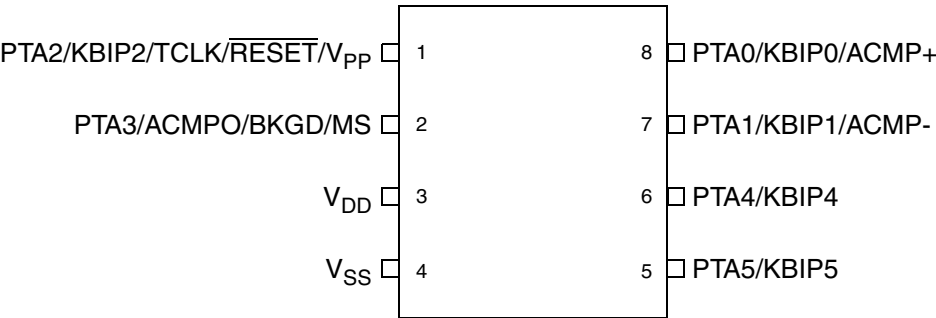 PTA2/KBIP2/TCLK/RESET/VPP 1 8 PTA0/KBIP0/ACMP+
PTA3/ACMPO/BKGD/MS 2 7 PTA1/KBIP1/ACMP-
VDD 3 6 PTA4/KBIP4
VSS 4 5 PTA5/KBIP5